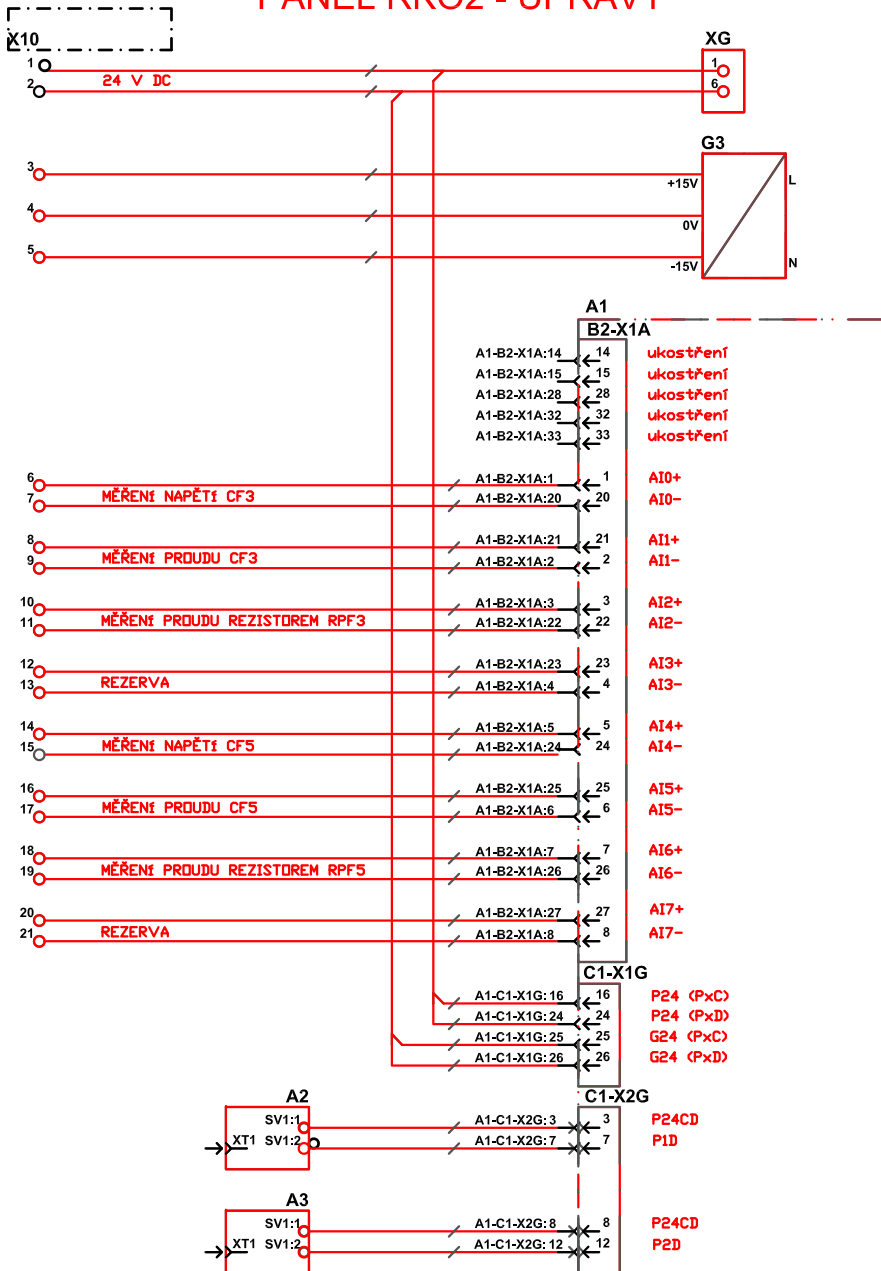 PANEL RRC2 - ÚPRAVY
X10
XG
1
24 V DC
1
2
6
G3
3
+15V
L
4
0V
5
-15V
N
A1
B2-X1A
A1-B2-X1A:14 14 ukostření
A1-B2-X1A:15 15 ukostření
A1-B2-X1A:28 28 ukostření
A1-B2-X1A:32 32 ukostření
A1-B2-X1A:33 33 ukostření
6 A1-B2-X1A:1 1 AI0+
MĚŘENÍ NAPĚTÍ CF3
7 A1-B2-X1A:20 20 AI0-
8 A1-B2-X1A:21 21 AI1+
MĚŘENÍ PROUDU CF3
9 A1-B2-X1A:2 2 AI1-
10 A1-B2-X1A:3 3 AI2+
MĚŘENÍ PROUDU REZISTOREM RPF3
11 A1-B2-X1A:22 22 AI2-
12 A1-B2-X1A:23 23 AI3+
REZERVA
13 A1-B2-X1A:4 4 AI3-
14 A1-B2-X1A:5 5 AI4+
MĚŘENÍ NAPĚTÍ CF5
15 A1-B2-X1A:24 24 AI4-
16 A1-B2-X1A:25 25 AI5+
MĚŘENÍ PROUDU CF5
17 A1-B2-X1A:6 6 AI5-
18 A1-B2-X1A:7 7 AI6+
MĚŘENÍ PROUDU REZISTOREM RPF5
19 A1-B2-X1A:26 26 AI6-
20 A1-B2-X1A:27 27 AI7+
REZERVA
21 A1-B2-X1A:8 8 AI7-
C1-X1G
A1-C1-X1G:16 16 P24 (PxC)
A1-C1-X1G:24 24 P24 (PxD)
A1-C1-X1G:25 25 G24 (PxC)
A1-C1-X1G:26 26 G24 (PxD)
A2
C1-X2G
SV1:1 A1-C1-X2G:3 3 P24CD
XT1 SV1:2 A1-C1-X2G:7 7 P1D
A3
SV1:1 A1-C1-X2G:8 8 P24CD
XT1 SV1:2 A1-C1-X2G:12 12 P2D